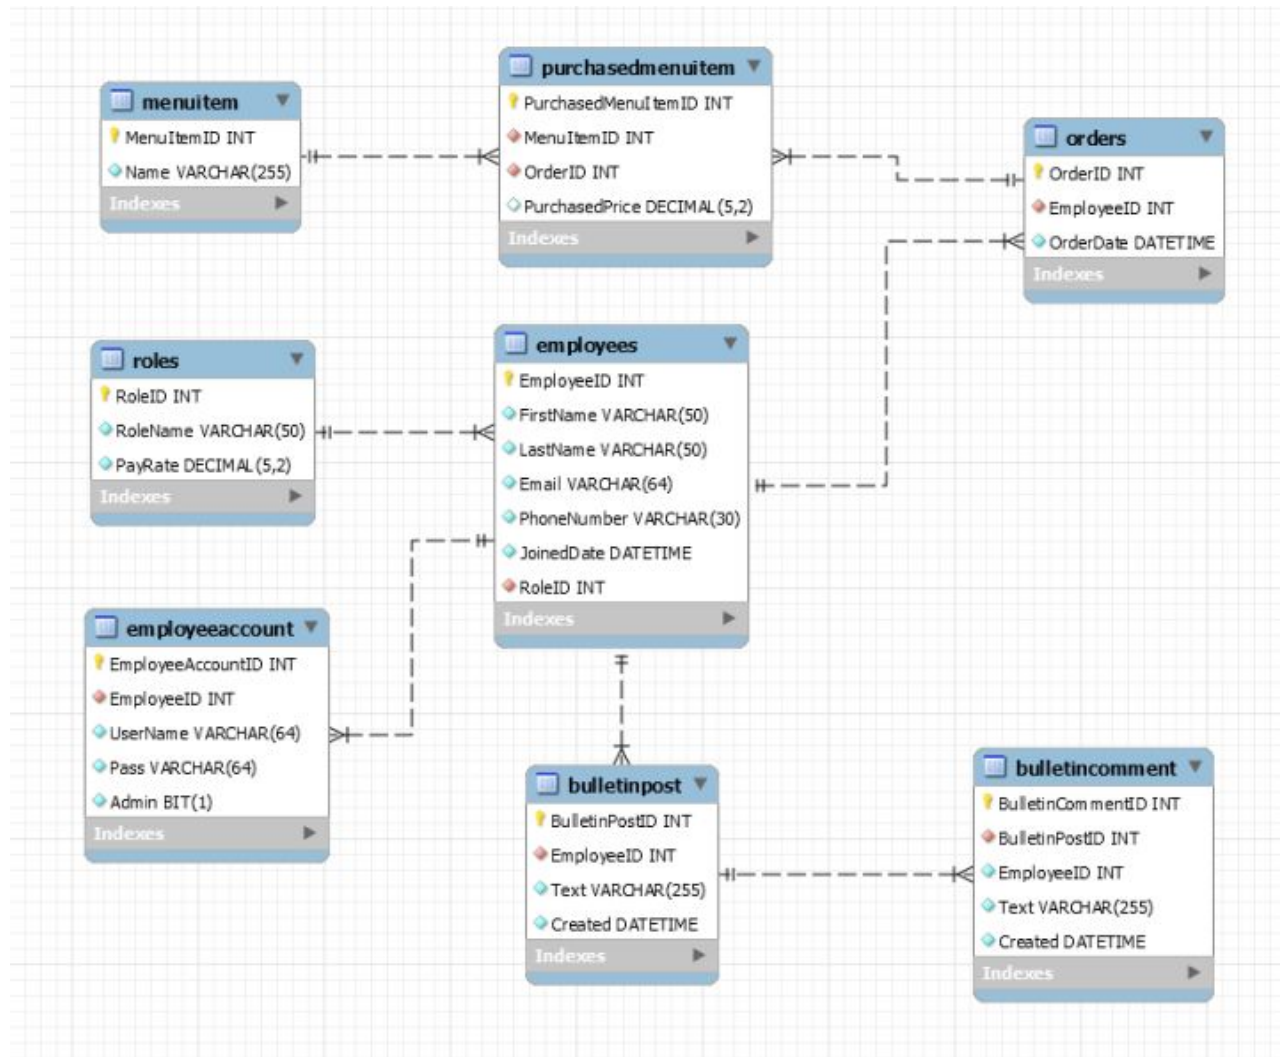 menuitem
MenuItemID INT
Name VARCHAR(255)
Indexes
purchasedmenuitem
PurchasedMenuItemID INT
MenuItemID INT
OrderID INT
PurchasedPrice DECIMAL(5,2)
Indexes
orders
OrderID INT
EmployeeID INT
OrderDate DATETIME
Indexes
roles
RoleID INT
RoleName VARCHAR(50)
PayRate DECIMAL(5,2)
Indexes
employees
EmployeeID INT
FirstName VARCHAR(50)
LastName VARCHAR(50)
Email VARCHAR(64)
PhoneNumber VARCHAR(30)
JoinedDate DATETIME
RoleID INT
Indexes
employeeaccount
EmployeeAccountID INT
EmployeeID INT
UserName VARCHAR(64)
Pass VARCHAR(64)
Admin BIT(1)
Indexes
bulletinpost
BulletinPostID INT
EmployeeID INT
Text VARCHAR(255)
Created DATETIME
Indexes
bulletincomment
BulletinCommentID INT
BulletinPostID INT
EmployeeID INT
Text VARCHAR(255)
Created DATETIME
Indexes